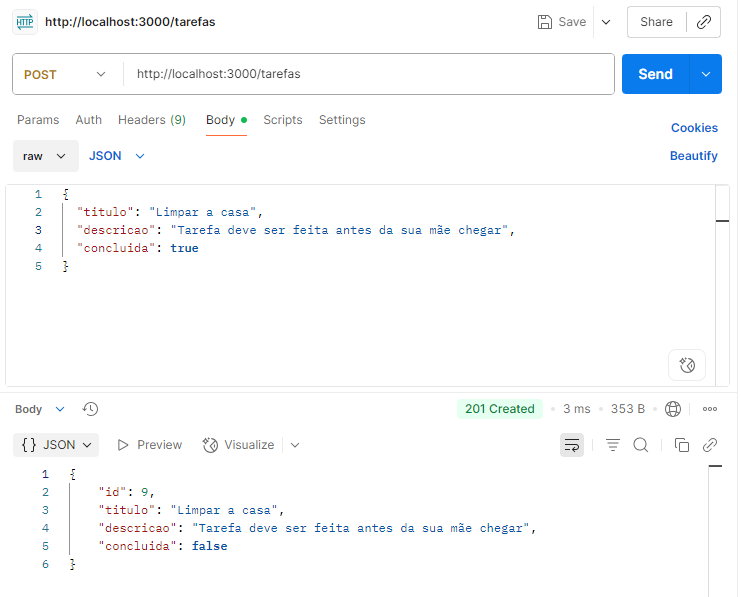 HTTP http://localhost:3000/tarefas Save Share
POST http://localhost:3000/tarefas Send
Params Auth Headers (9) Body Scripts Settings Cookies
raw JSON Beautify
1 {
2 "titulo": "Limpar a casa",
3 "descricao": "Tarefa deve ser feita antes da sua mãe chegar",
4 "concluida": true
5 }
Body 201 Created 3 ms 353 B
{} JSON Preview Visualize
1 {
2 "id": 9,
3 "titulo": "Limpar a casa",
4 "descricao": "Tarefa deve ser feita antes da sua mãe chegar",
5 "concluida": false
6 }